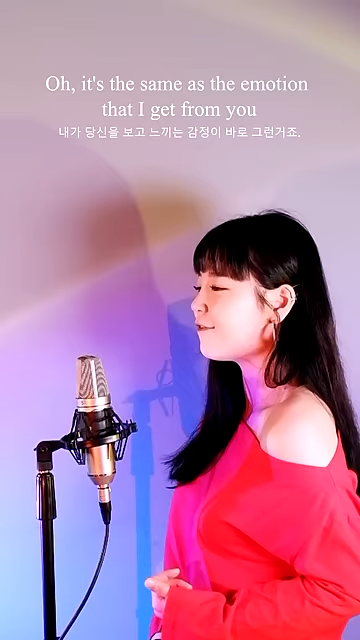 Oh, it's the same as the emotion
that I get from you
내가 당신을 보고 느끼는 감정이 바로 그런거죠.